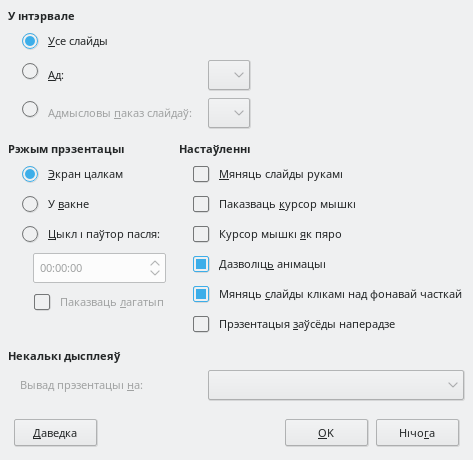 У інтэрвале
Усе слайды
Ад:
Адмысловы паказ слайдаў:
Рэжым прэзентацыі
Настаўленні
Экран цалкам
Мяняць слайды рукамі
У вакне
Паказваць курсор мышкі
Цыкл і паўтор пасля:
Курсор мышкі як пяро
00:00:00
Дазволіць анімацыі
Паказваць лагатып
Мяняць слайды клікамі над фонавай часткай
Прэзентацыя заўсёды наперадзе
Некалькі дысплеяў
Вывад прэзентацыі на:
Даведка
OK
Нічога